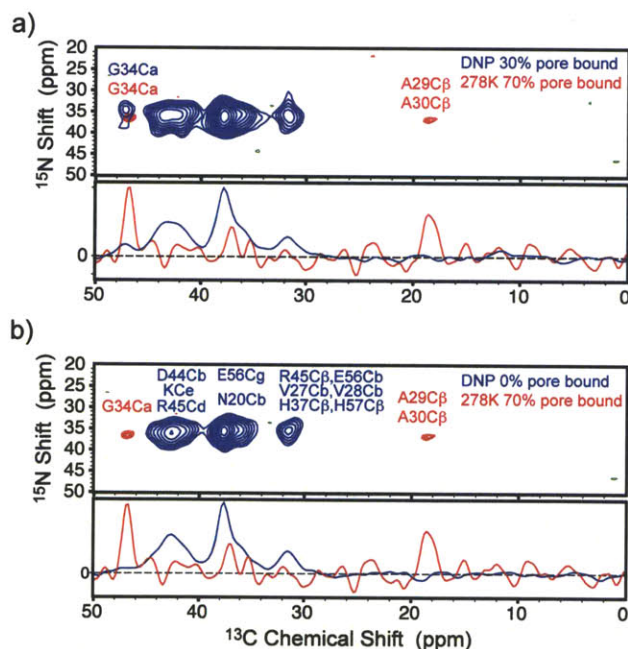 a)
DNP 30% pore bound
278K 70% pore bound
G34Ca
G34Ca
A29Cβ
A30Cβ
15N Shift (ppm)
20
25
30
35
40
45
50
0
50 40 30 20 10 0
b)
D44Cb E56Cg R45Cβ,E56Cb
KCe V27Cb,V28Cb
R45Cd N20Cb H37Cβ,H57Cβ
G34Ca
A29Cβ
A30Cβ
DNP 0% pore bound
278K 70% pore bound
15N Shift (ppm)
20
25
30
35
40
45
50
0
50 40 30 20 10 0
13C Chemical Shift (ppm)